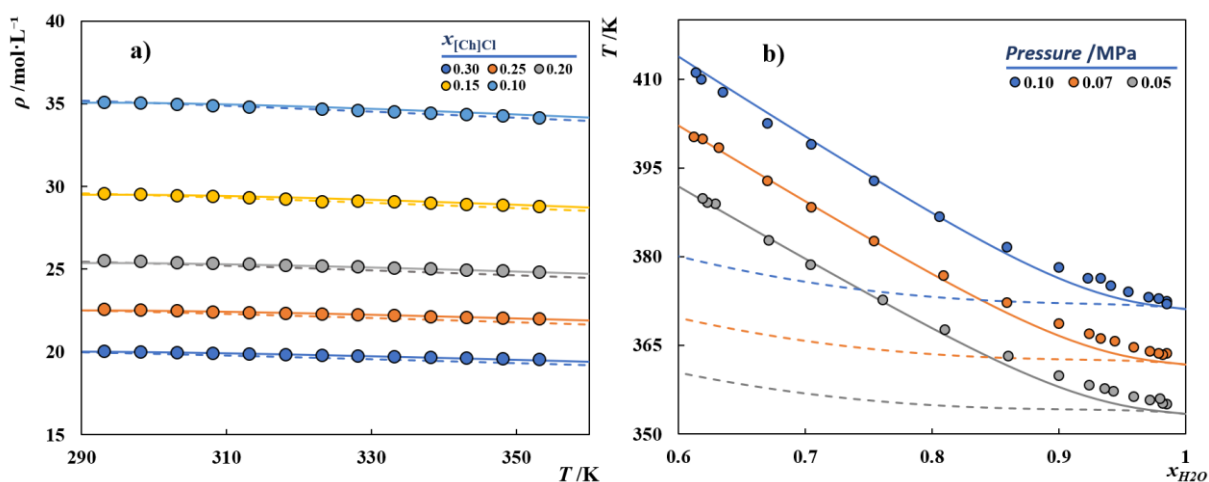 a)
ρ /mol·L⁻¹
40
35
30
25
20
15
x[Ch]Cl
0.30 0.25 0.20
0.15 0.10
290 310 330 350
T /K
b)
T /K
410
395
380
365
350
Pressure /MPa
0.10 0.07 0.05
0.6 0.7 0.8 0.9 1
xH2O